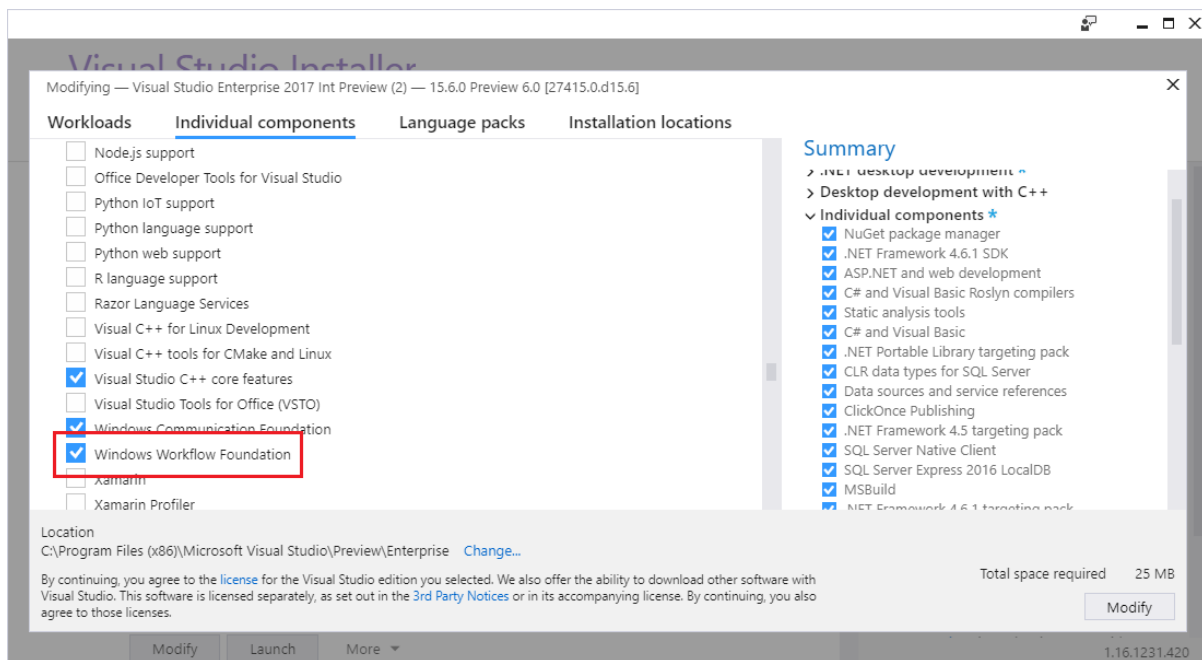 Visual Studio Installer
Modifying — Visual Studio Enterprise 2017 Int Preview (2) — 15.6.0 Preview 6.0 [27415.0.d15.6]
Workloads
Individual components
Language packs
Installation locations
Node.js support
Office Developer Tools for Visual Studio
Python IoT support
Python language support
Python web support
R language support
Razor Language Services
Visual C++ for Linux Development
Visual C++ tools for CMake and Linux
Visual Studio C++ core features
Visual Studio Tools for Office (VSTO)
Windows Communication Foundation
Windows Workflow Foundation
Xamarin
Xamarin Profiler
Summary
.NET desktop development *
Desktop development with C++
Individual components *
NuGet package manager
.NET Framework 4.6.1 SDK
ASP.NET and web development
C# and Visual Basic Roslyn compilers
Static analysis tools
C# and Visual Basic
.NET Portable Library targeting pack
CLR data types for SQL Server
Data sources and service references
ClickOnce Publishing
.NET Framework 4.5 targeting pack
SQL Server Native Client
SQL Server Express 2016 LocalDB
MSBuild
.NET Framework 4.6.1 targeting pack
Location
C:\Program Files (x86)\Microsoft Visual Studio\Preview\Enterprise Change...
By continuing, you agree to the license for the Visual Studio edition you selected. We also offer the ability to download other software with
Visual Studio. This software is licensed separately, as set out in the 3rd Party Notices or in its accompanying license. By continuing, you also
agree to those licenses.
Total space required 25 MB
Modify
Modify
Launch
More
1.16.1231.420